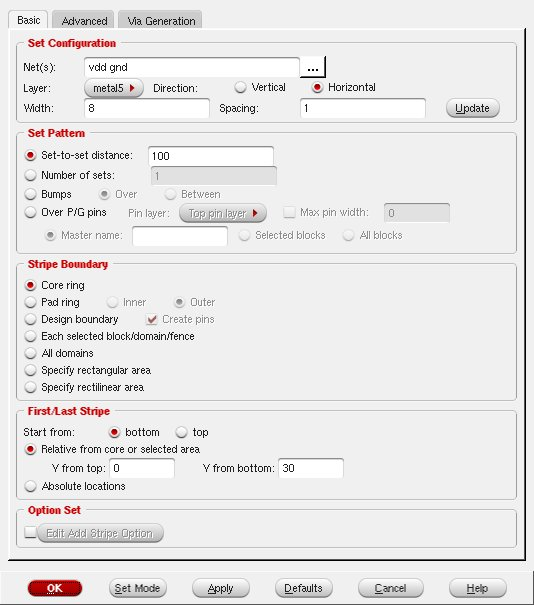 Basic Advanced Via Generation
Set Configuration
Net(s): vdd gnd ...
Layer: metal5 Direction: Vertical Horizontal
Width: 8 Spacing: 1 Update
Set Pattern
Set-to-set distance: 100
Number of sets: 1
Bumps Over Between
Over P/G pins Pin layer: Top pin layer Max pin width: 0
Master name: Selected blocks All blocks
Stripe Boundary
Core ring
Pad ring Inner Outer
Design boundary Create pins
Each selected block/domain/fence
All domains
Specify rectangular area
Specify rectilinear area
First/Last Stripe
Start from: bottom top
Relative from core or selected area
Y from top: 0 Y from bottom: 30
Absolute locations
Option Set
Edit Add Stripe Option
OK Set Mode Apply Defaults Cancel Help